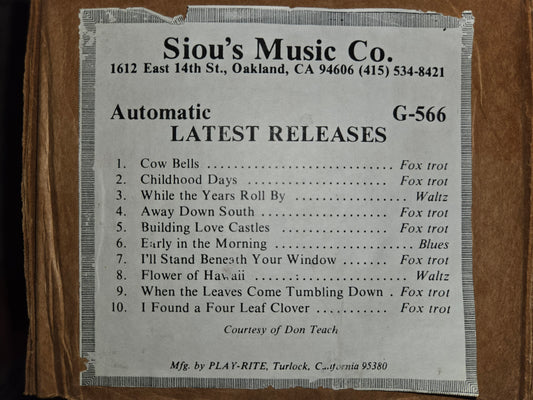 Siou's Music Co.
1612 East 14th St., Oakland, CA 94606 (415) 534-8421
Automatic G-566
LATEST RELEASES
1. Cow Bells ........................... Fox trot
2. Childhood Days .................... Fox trot
3. While the Years Roll By ................ Waltz
4. Away Down South .................. Fox trot
5. Building Love Castles ................ Fox trot
6. Early in the Morning .................... Blues
7. I'll Stand Beneath Your Window ....... Fox trot
8. Flower of Hawaii ...................... Waltz
9. When the Leaves Come Tumbling Down . Fox trot
10. I Found a Four Leaf Clover ........... Fox trot
Courtesy of Don Teach
Mfg. by PLAY-RITE, Turlock, California 95380